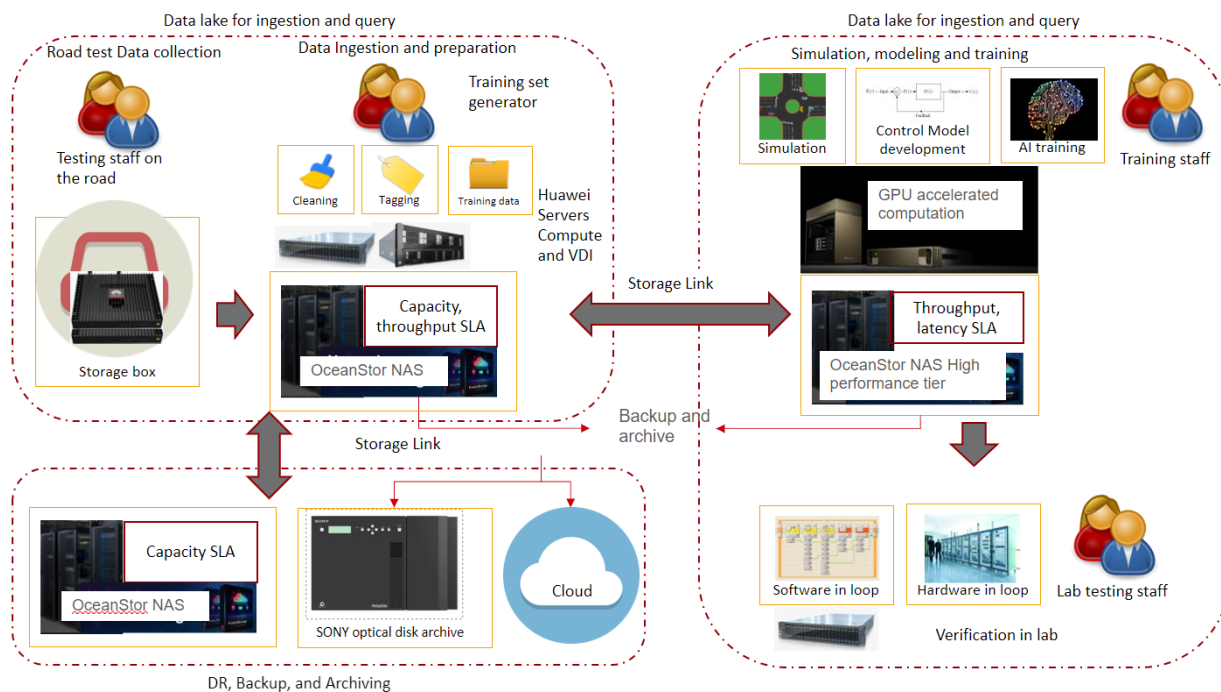 Data lake for ingestion and query
Road test Data collection
Data Ingestion and preparation
Training set
generator
Testing staff on
the road
Cleaning
Tagging
Training data
Huawei
Servers
Compute
and VDI
Storage box
Capacity,
throughput SLA
OceanStor NAS
Storage Link
Data lake for ingestion and query
Simulation, modeling and training
Simulation
Control Model
development
AI training
Training staff
GPU accelerated
computation
Throughput,
latency SLA
OceanStor NAS High
performance tier
Backup and
archive
Storage Link
Capacity SLA
OceanStor NAS
SONY
SONY optical disk archive
Cloud
DR, Backup, and Archiving
Software in loop
Hardware in loop
Lab testing staff
Verification in lab